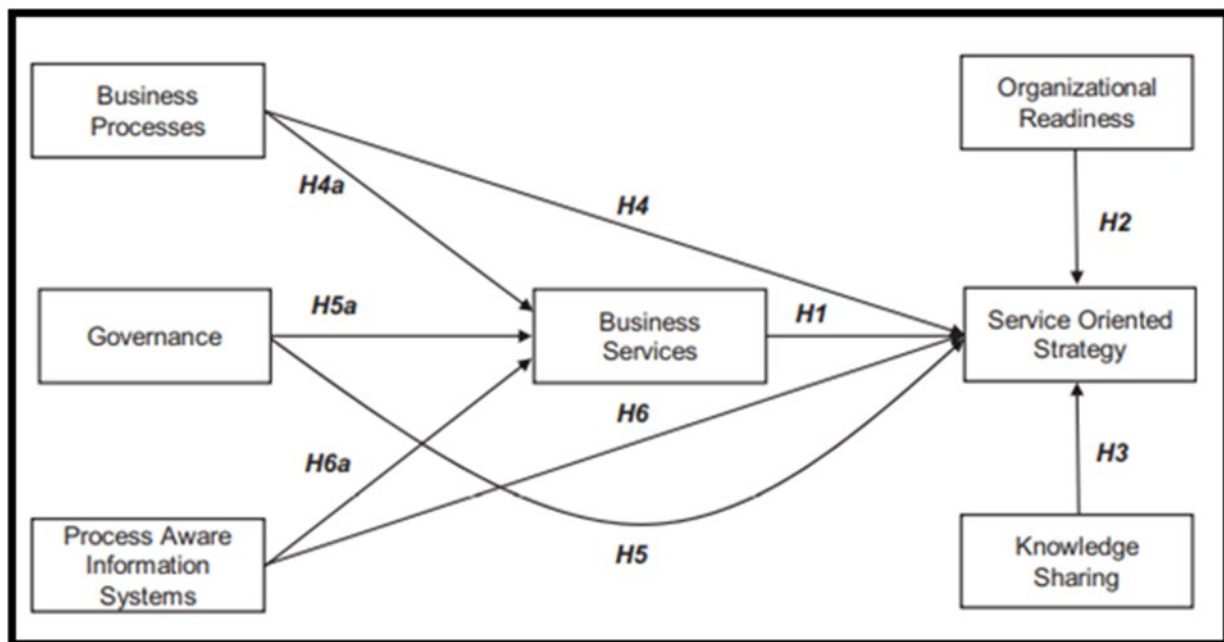 Business
Processes
Organizational
Readiness
H4a
H4
H2
Governance
H5a
Business
Services
H1
Service Oriented
Strategy
H6a
H6
H3
Process Aware
Information
Systems
H5
Knowledge
Sharing